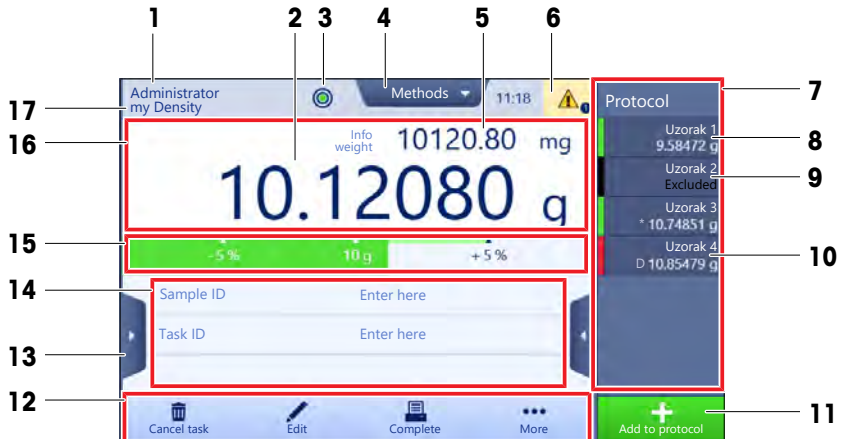 1
2
3
4
5
6
Administrator
my Density
Methods
11:18
Protocol
7
17
16
Info
weight
10120.80 mg
10.12080 g
Uzorak 1
9.58472 g
8
Uzorak 2
Excluded
9
Uzorak 3
* 10.74851 g
Uzorak 4
D 10.85479 g
10
15
- 5 %
10 g
+ 5 %
14
Sample ID
Enter here
Task ID
Enter here
13
12
Cancel task
Edit
Complete
More
Add to protocol
11